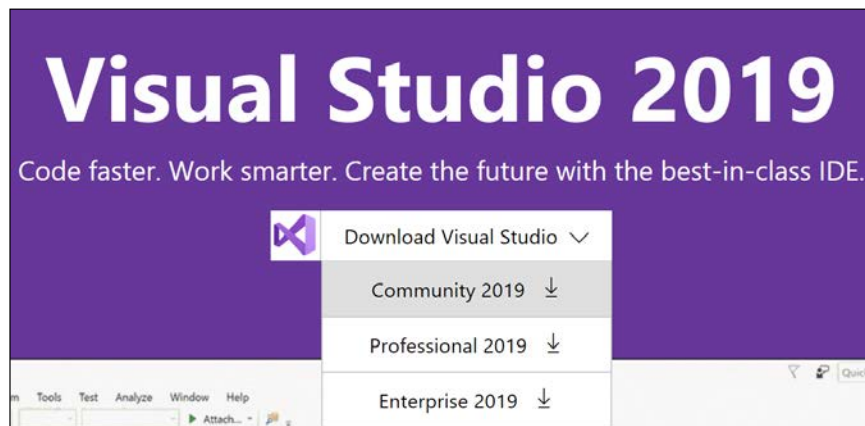 Visual Studio 2019
Code faster. Work smarter. Create the future with the best-in-class IDE.
Download Visual Studio
Community 2019
Professional 2019
Enterprise 2019
Tools Test Analyze Window Help
Attach...